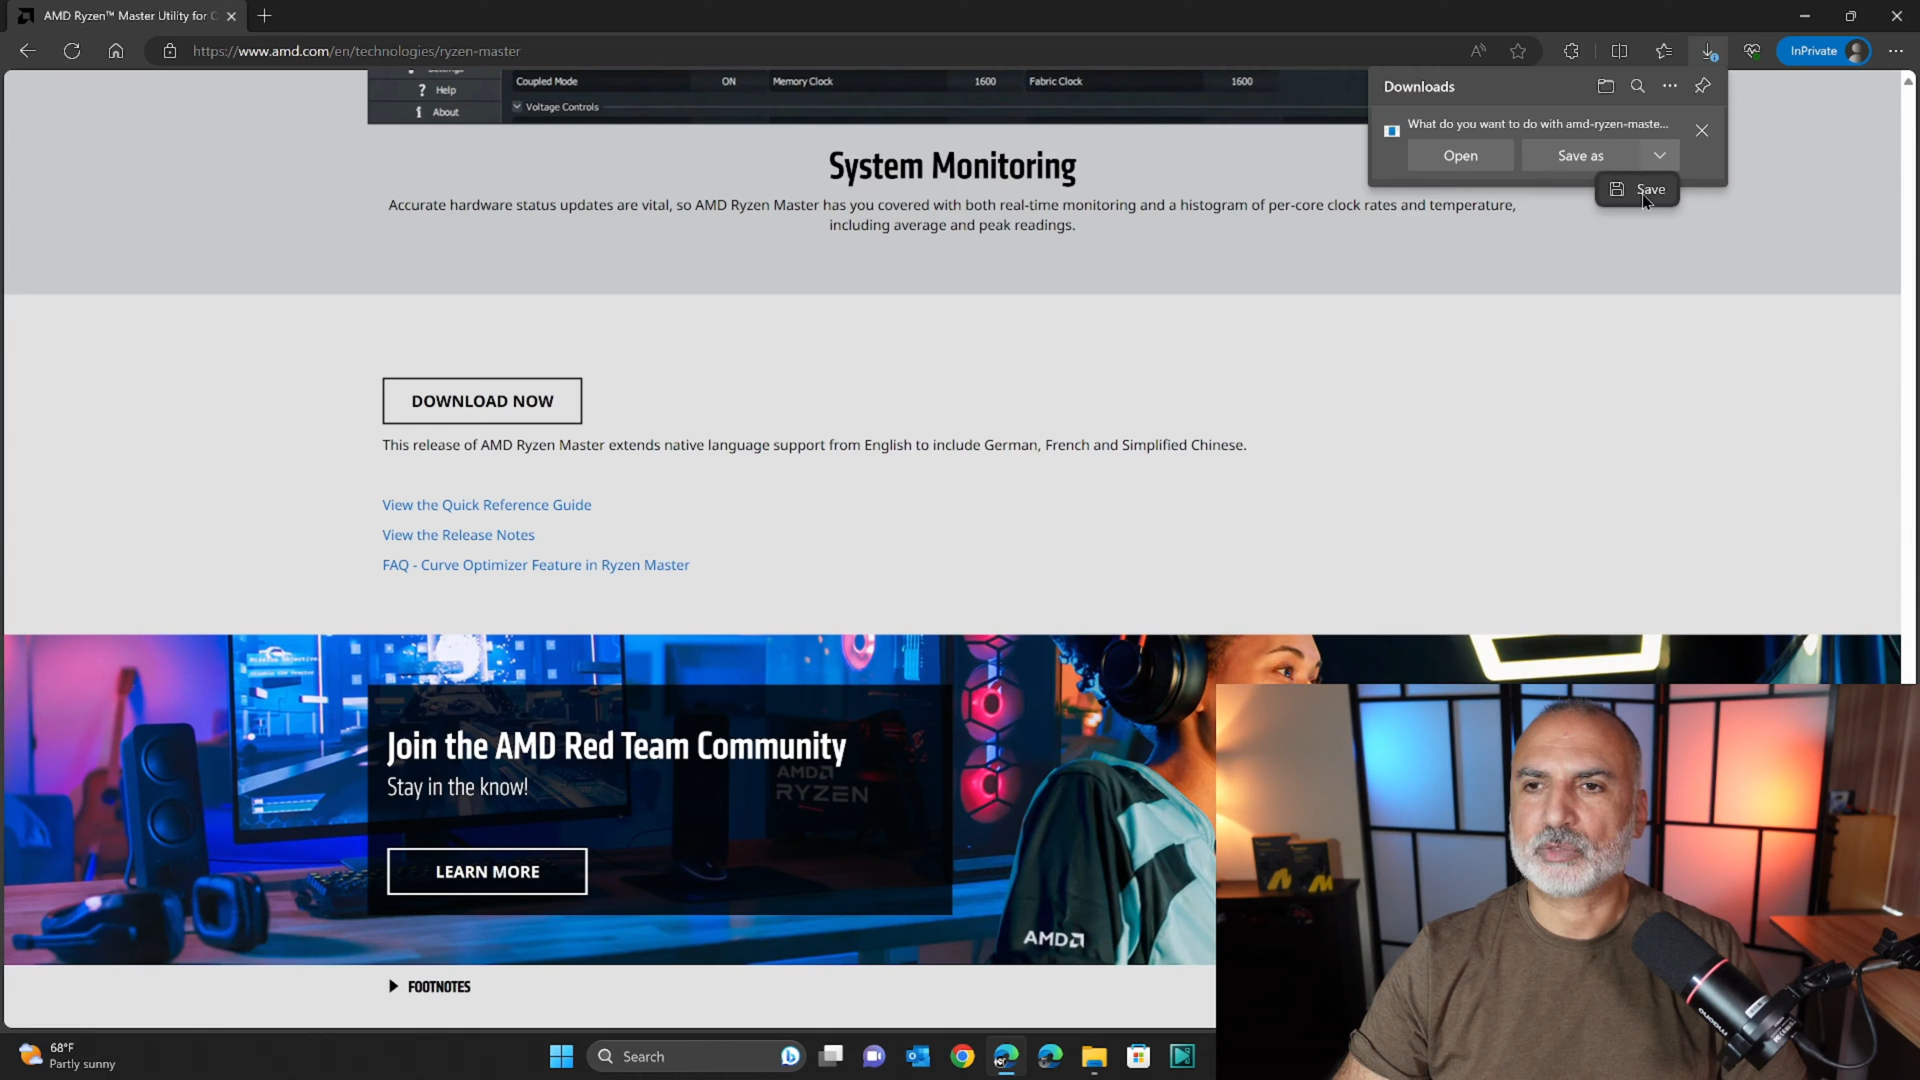 AMD Ryzen™ Master Utility for O
https://www.amd.com/en/technologies/ryzen-master
InPrivate
Downloads
What do you want to do with amd-ryzen-maste...
Open
Save as
Save
Help
About
Coupled Mode ON Memory Clock 1600 Fabric Clock 1600
Voltage Controls
System Monitoring
Accurate hardware status updates are vital, so AMD Ryzen Master has you covered with both real-time monitoring and a histogram of per-core clock rates and temperature,
including average and peak readings.
DOWNLOAD NOW
This release of AMD Ryzen Master extends native language support from English to include German, French and Simplified Chinese.
View the Quick Reference Guide
View the Release Notes
FAQ - Curve Optimizer Feature in Ryzen Master
Join the AMD Red Team Community
Stay in the know!
AMD
RYZEN
LEARN MORE
AMD
FOOTNOTES
68°F
Partly sunny
Search